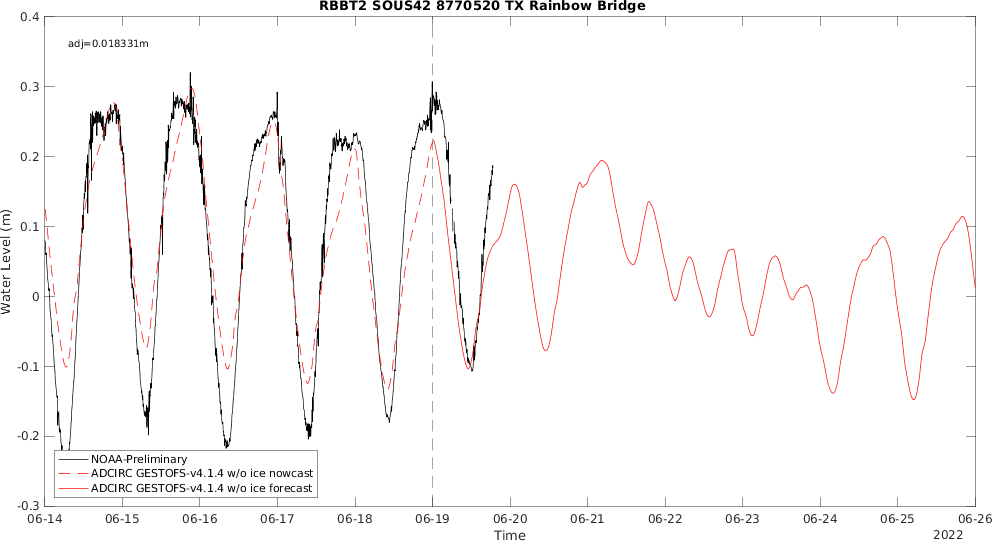 RBBT2 SOUS42 8770520 TX Rainbow Bridge
adj=0.018331m
0.4
0.3
0.2
0.1
0
-0.1
-0.2
-0.3
Water Level (m)
NOAA-Preliminary
ADCIRC GESTOFS-v4.1.4 w/o ice nowcast
ADCIRC GESTOFS-v4.1.4 w/o ice forecast
06-14 06-15 06-16 06-17 06-18 06-19 06-20 06-21 06-22 06-23 06-24 06-25 06-26
Time
2022